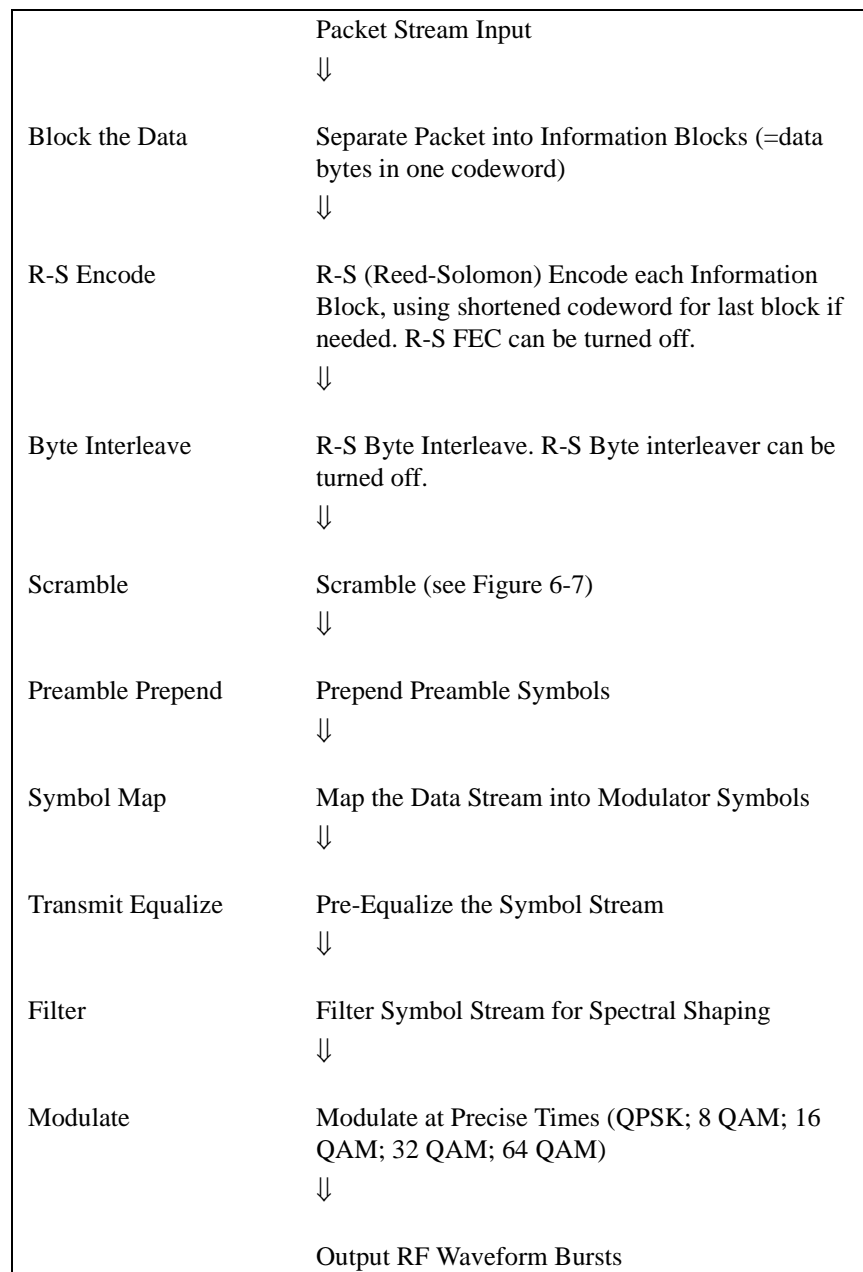 Packet Stream Input
⇓
Block the Data Separate Packet into Information Blocks (=data
bytes in one codeword)
⇓
R-S Encode R-S (Reed-Solomon) Encode each Information
Block, using shortened codeword for last block if
needed. R-S FEC can be turned off.
⇓
Byte Interleave R-S Byte Interleave. R-S Byte interleaver can be
turned off.
⇓
Scramble Scramble (see Figure 6-7)
⇓
Preamble Prepend Prepend Preamble Symbols
⇓
Symbol Map Map the Data Stream into Modulator Symbols
⇓
Transmit Equalize Pre-Equalize the Symbol Stream
⇓
Filter Filter Symbol Stream for Spectral Shaping
⇓
Modulate Modulate at Precise Times (QPSK; 8 QAM; 16
QAM; 32 QAM; 64 QAM)
⇓
Output RF Waveform Bursts